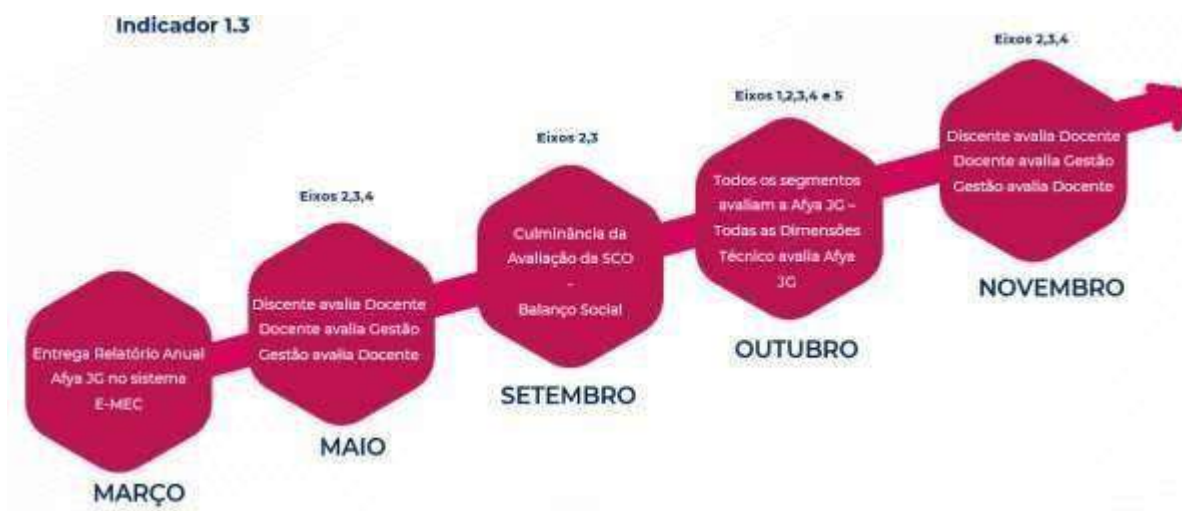 Indicador 1.3
Entrega Relatório Anual
Afya JG no sistema
E-MEC
MARÇO
Eixos 2,3,4
Discente avalia Docente
Docente avalia Gestão
Gestão avalia Docente
MAIO
Eixos 2,3
Culminância da
Avaliação da SCO
-
Balanço Social
SETEMBRO
Eixos 1,2,3,4 e 5
Todos os segmentos
avaliam a Afya JG –
Todas as Dimensões
Técnico avalia Afya
JG
OUTUBRO
Eixos 2,3,4
Discente avalia Docente
Docente avalia Gestão
Gestão avalia Docente
NOVEMBRO